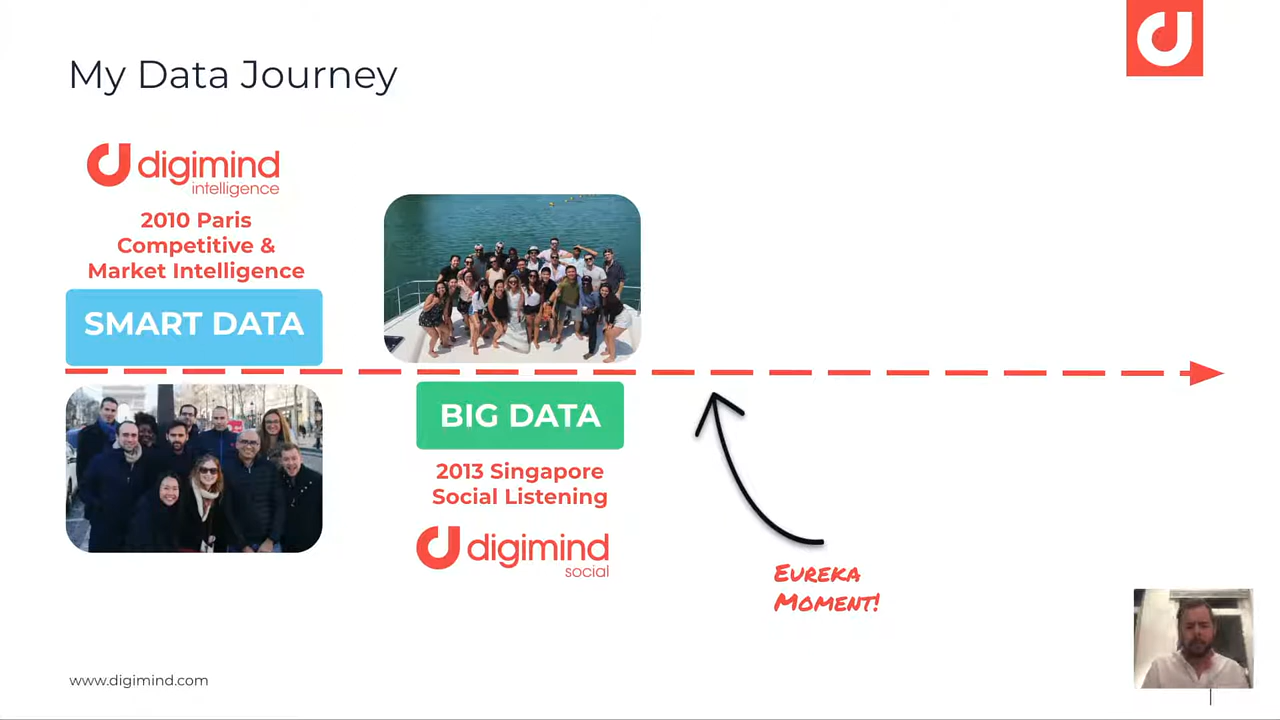 My Data Journey
digimind
intelligence
2010 Paris
Competitive &
Market Intelligence
SMART DATA
BIG DATA
2013 Singapore
Social Listening
digimind
social
Eureka
Moment!
www.digimind.com